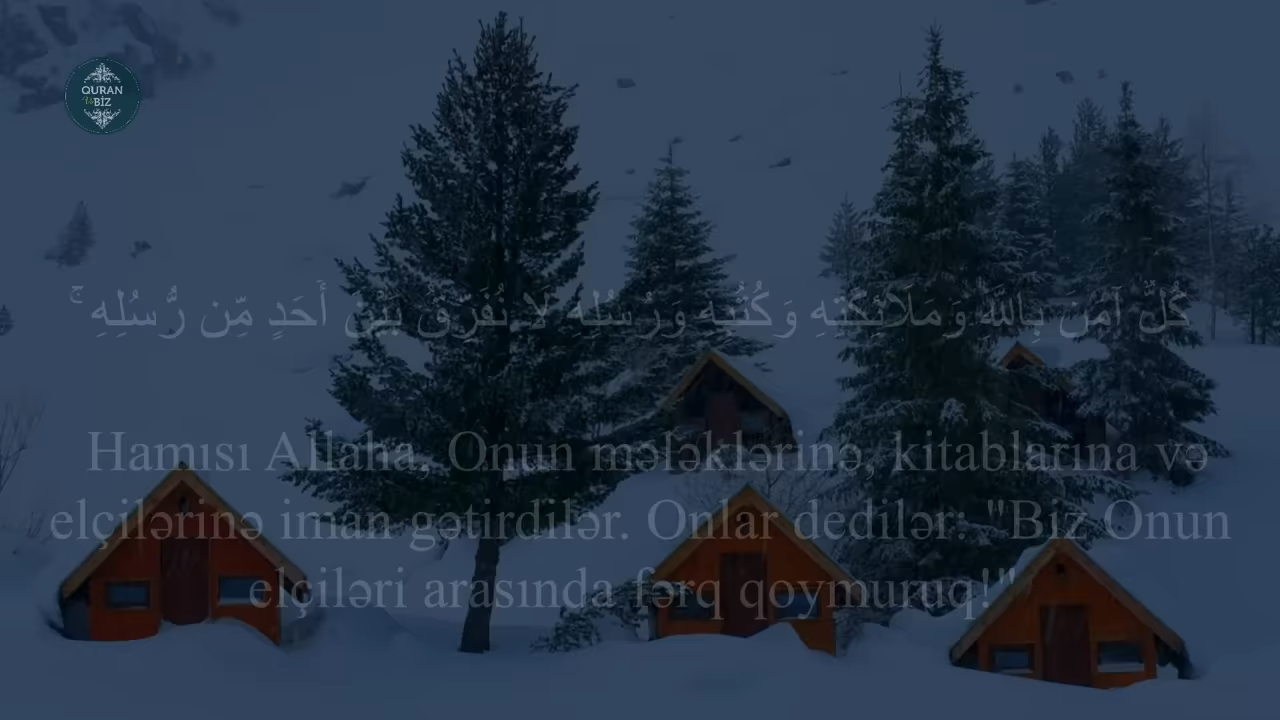 QURAN
Və
BİZ
كُلٌّ آمَنَ بِاللَّهِ وَمَلَائِكَتِهِ وَكُتُبِهِ وَرُسُلِهِ لَا نُفَرِّقُ بَيْنَ أَحَدٍ مِّن رُّسُلِهِ ۚ
Hamısı Allaha, Onun mələklərinə, kitablarına və
elçilərinə iman gətirdilər. Onlar dedilər: "Biz Onun
elçiləri arasında fərq qoymuruq!"